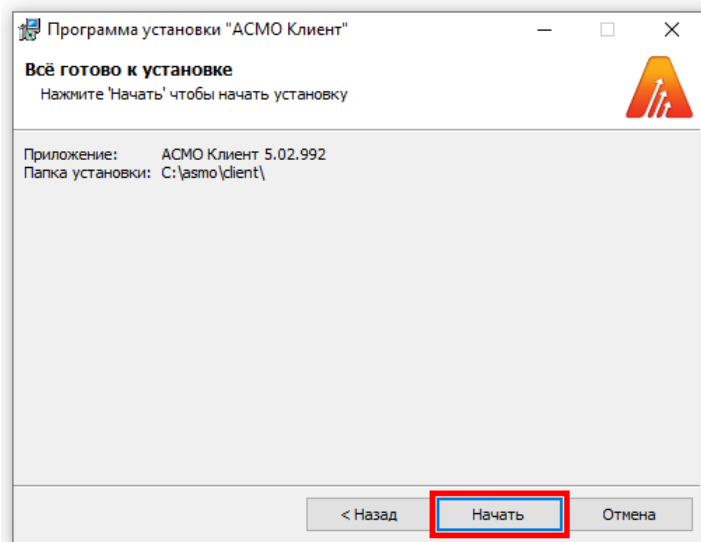 Программа установки "АСМО Клиент"
Всё готово к установке
Нажмите 'Начать' чтобы начать установку
Приложение: АСМО Клиент 5.02.992
Папка установки: C:\asmo\client\
< Назад Начать Отмена